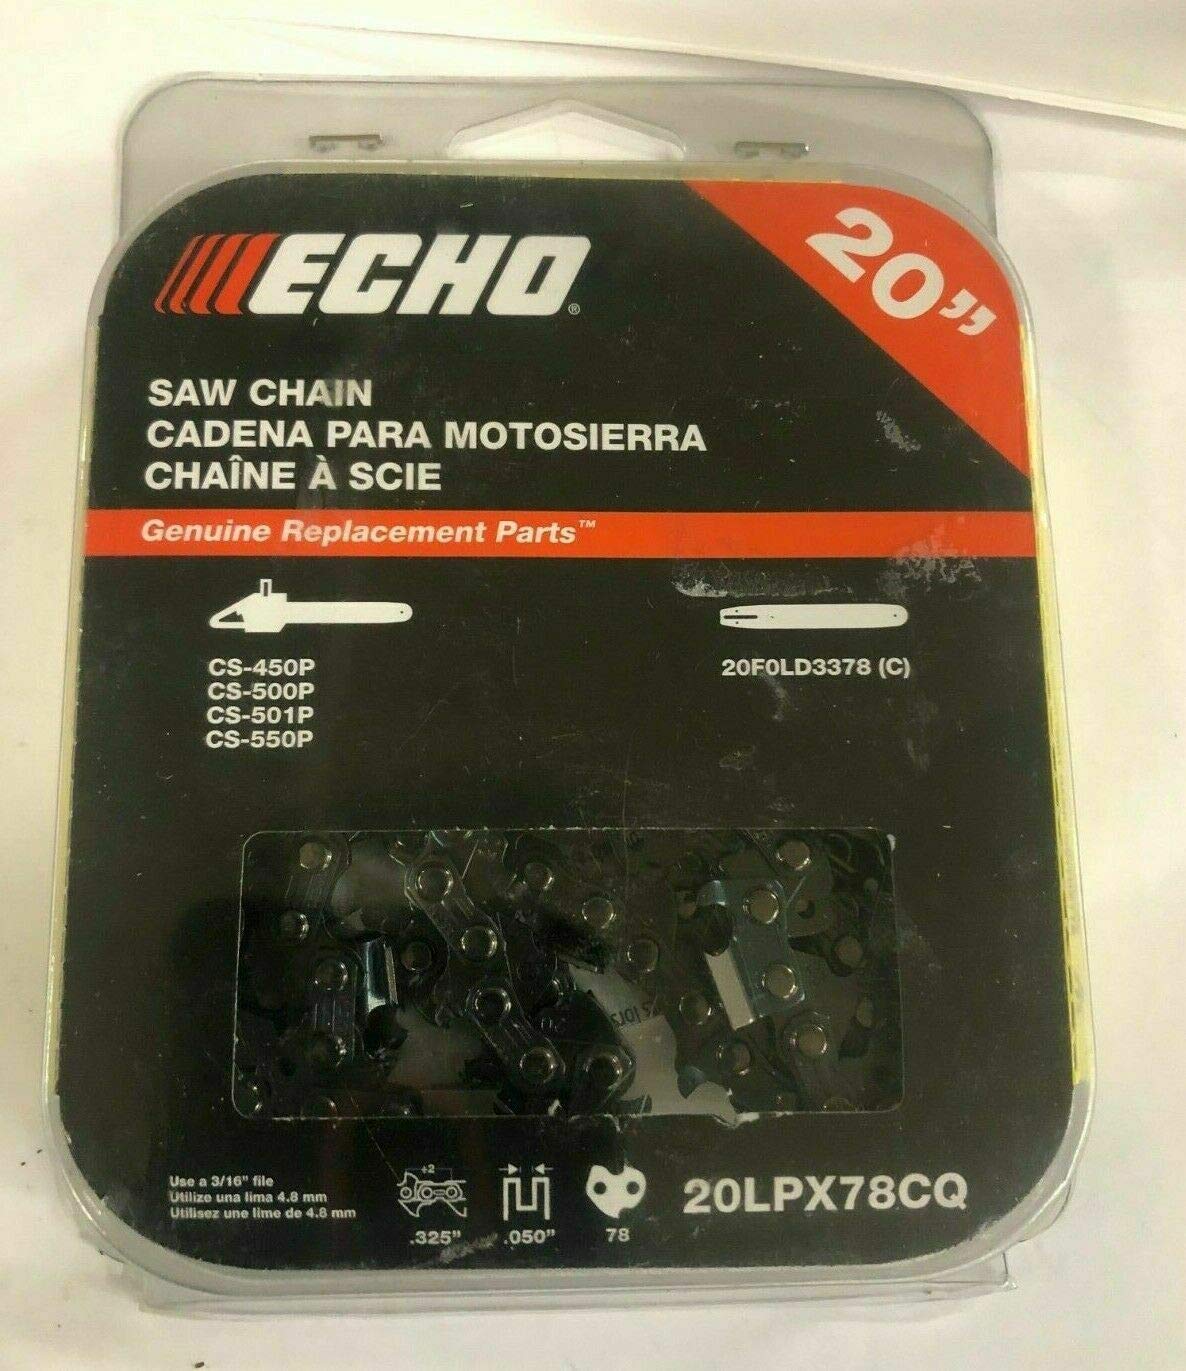 ECHO®
20"
SAW CHAIN
CADENA PARA MOTOSIERRA
CHAÎNE À SCIE
Genuine Replacement Parts™
CS-450P
CS-500P
CS-501P
CS-550P
20F0LD3378 (C)
Use a 3/16" file
Utilize una lima 4.8 mm
Utilisez une lime de 4.8 mm
÷2
.325"
.050"
78
20LPX78CQ